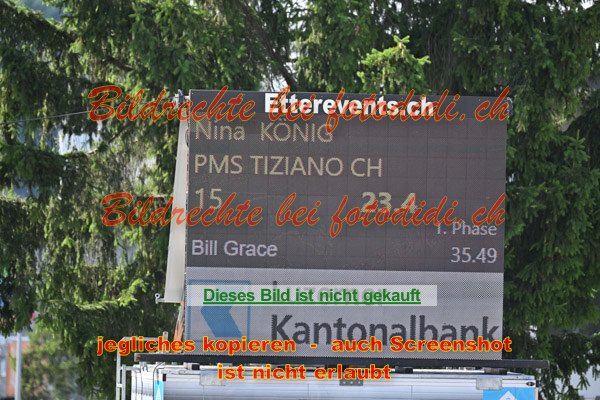 Etterevents.ch
Bildrechte bei fotodidi.ch
Nina KÖNIG
PMS TIZIANO CH
15 23.4
Bildrechte bei fotodidi.ch
1. Phase
Bill Grace 35.49
Dieses Bild ist nicht gekauft
Kantonalbank
jegliches kopieren - auch Screenshot
ist nicht erlaubt